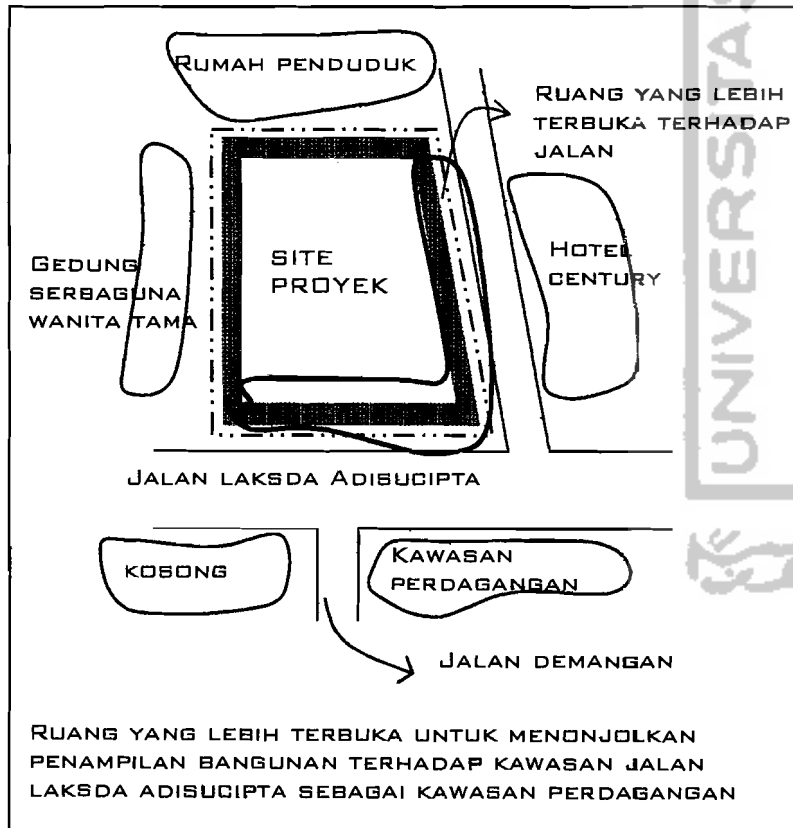 RUMAH PENDUDUK
RUANG YANG LEBIH
TERBUKA TERHADAP
JALAN
GEDUNG
SERBAGUNA
WANITA TAMA
SITE
PROYEK
HOTEL
CENTURY
JALAN LAKSDA ADISUCIPTA
KOSONG
KAWASAN
PERDAGANGAN
JALAN DEMANGAN
RUANG YANG LEBIH TERBUKA UNTUK MENONJOLKAN
PENAMPILAN BANGUNAN TERHADAP KAWASAN JALAN
LAKSDA ADISUCIPTA SEBAGAI KAWASAN PERDAGANGAN
UNIVERSITAS